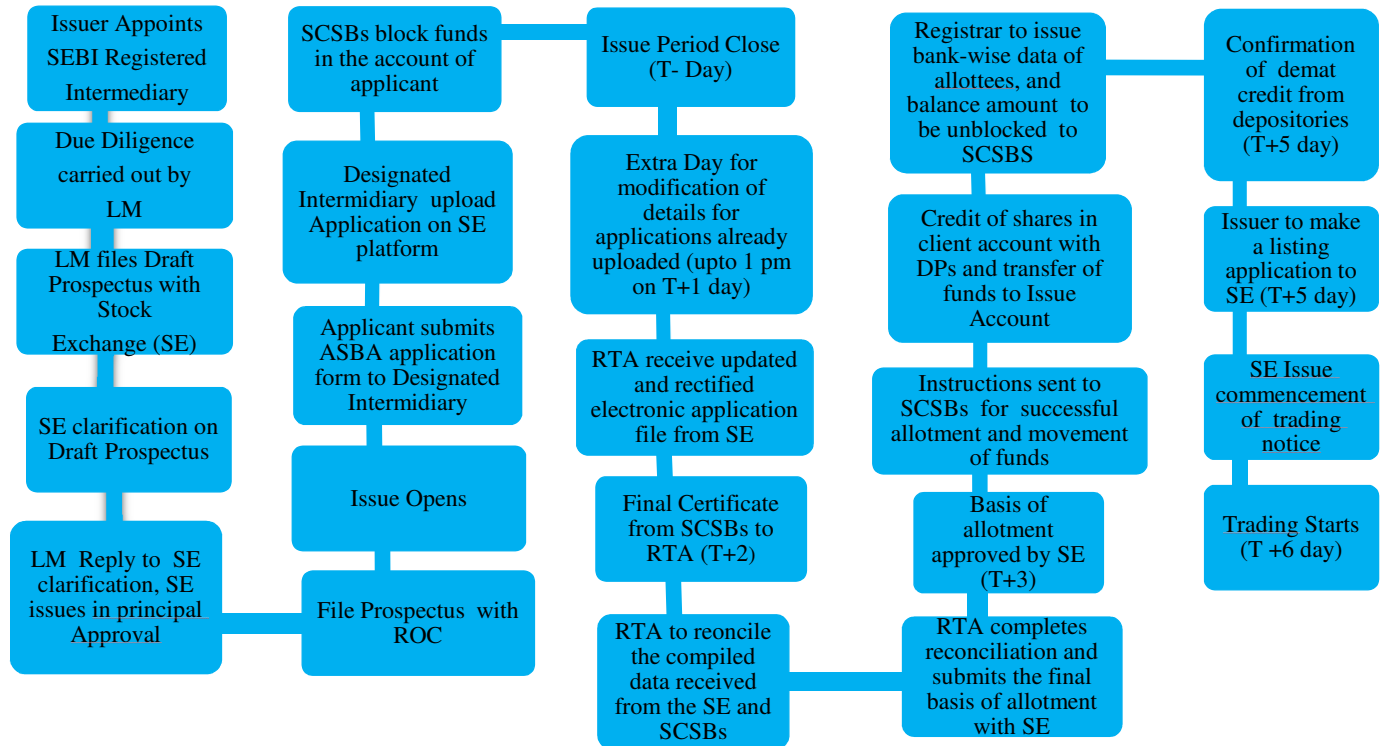 Issuer Appoints
SEBI Registered
Intermediary
Due Diligence
carried out by
LM
LM files Draft
Prospectus with
Stock
Exchange (SE)
SE clarification on
Draft Prospectus
LM Reply to SE
clarification, SE
issues in principal
Approval
File Prospectus with
ROC
Issue Opens
Applicant submits
ASBA application
form to Designated
Intermidiary
Designated
Intermidiary upload
Application on SE
platform
SCSBs block funds
in the account of
applicant
Issue Period Close
(T- Day)
Extra Day for
modification of
details for
applications already
uploaded (upto 1 pm
on T+1 day)
RTA receive updated
and rectified
electronic application
file from SE
Final Certificate
from SCSBs to
RTA (T+2)
RTA to reconcile
the compiled
data received
from the SE and
SCSBs
RTA completes
reconciliation and
submits the final
basis of allotment
with SE
Basis of
allotment
approved by SE
(T+3)
Instructions sent to
SCSBs for successful
allotment and movement
of funds
Credit of shares in
client account with
DPs and transfer of
funds to Issue
Account
Registrar to issue
bank-wise data of
allottees, and
balance amount to
be unblocked to
SCSBS
Confirmation
of demat
credit from
depositories
(T+5 day)
Issuer to make
a listing
application to
SE (T+5 day)
SE Issue
commencement
of trading
notice
Trading Starts
(T +6 day)